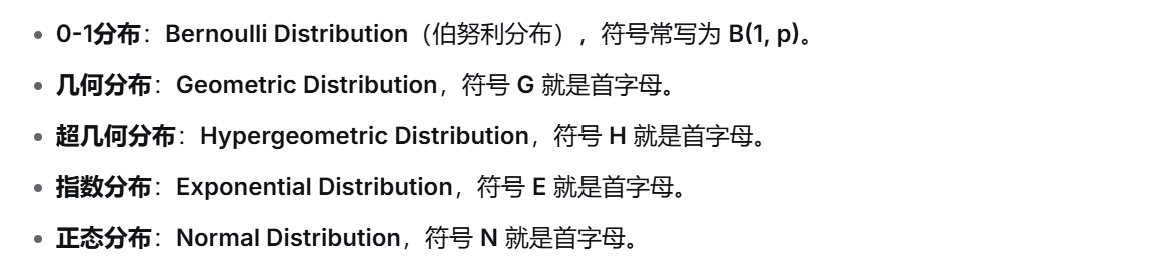 • 0-1分布：Bernoulli Distribution（伯努利分布），符号常写为 B(1, p)。
• 几何分布：Geometric Distribution，符号 G 就是首字母。
• 超几何分布：Hypergeometric Distribution，符号 H 就是首字母。
• 指数分布：Exponential Distribution，符号 E 就是首字母。
• 正态分布：Normal Distribution，符号 N 就是首字母。